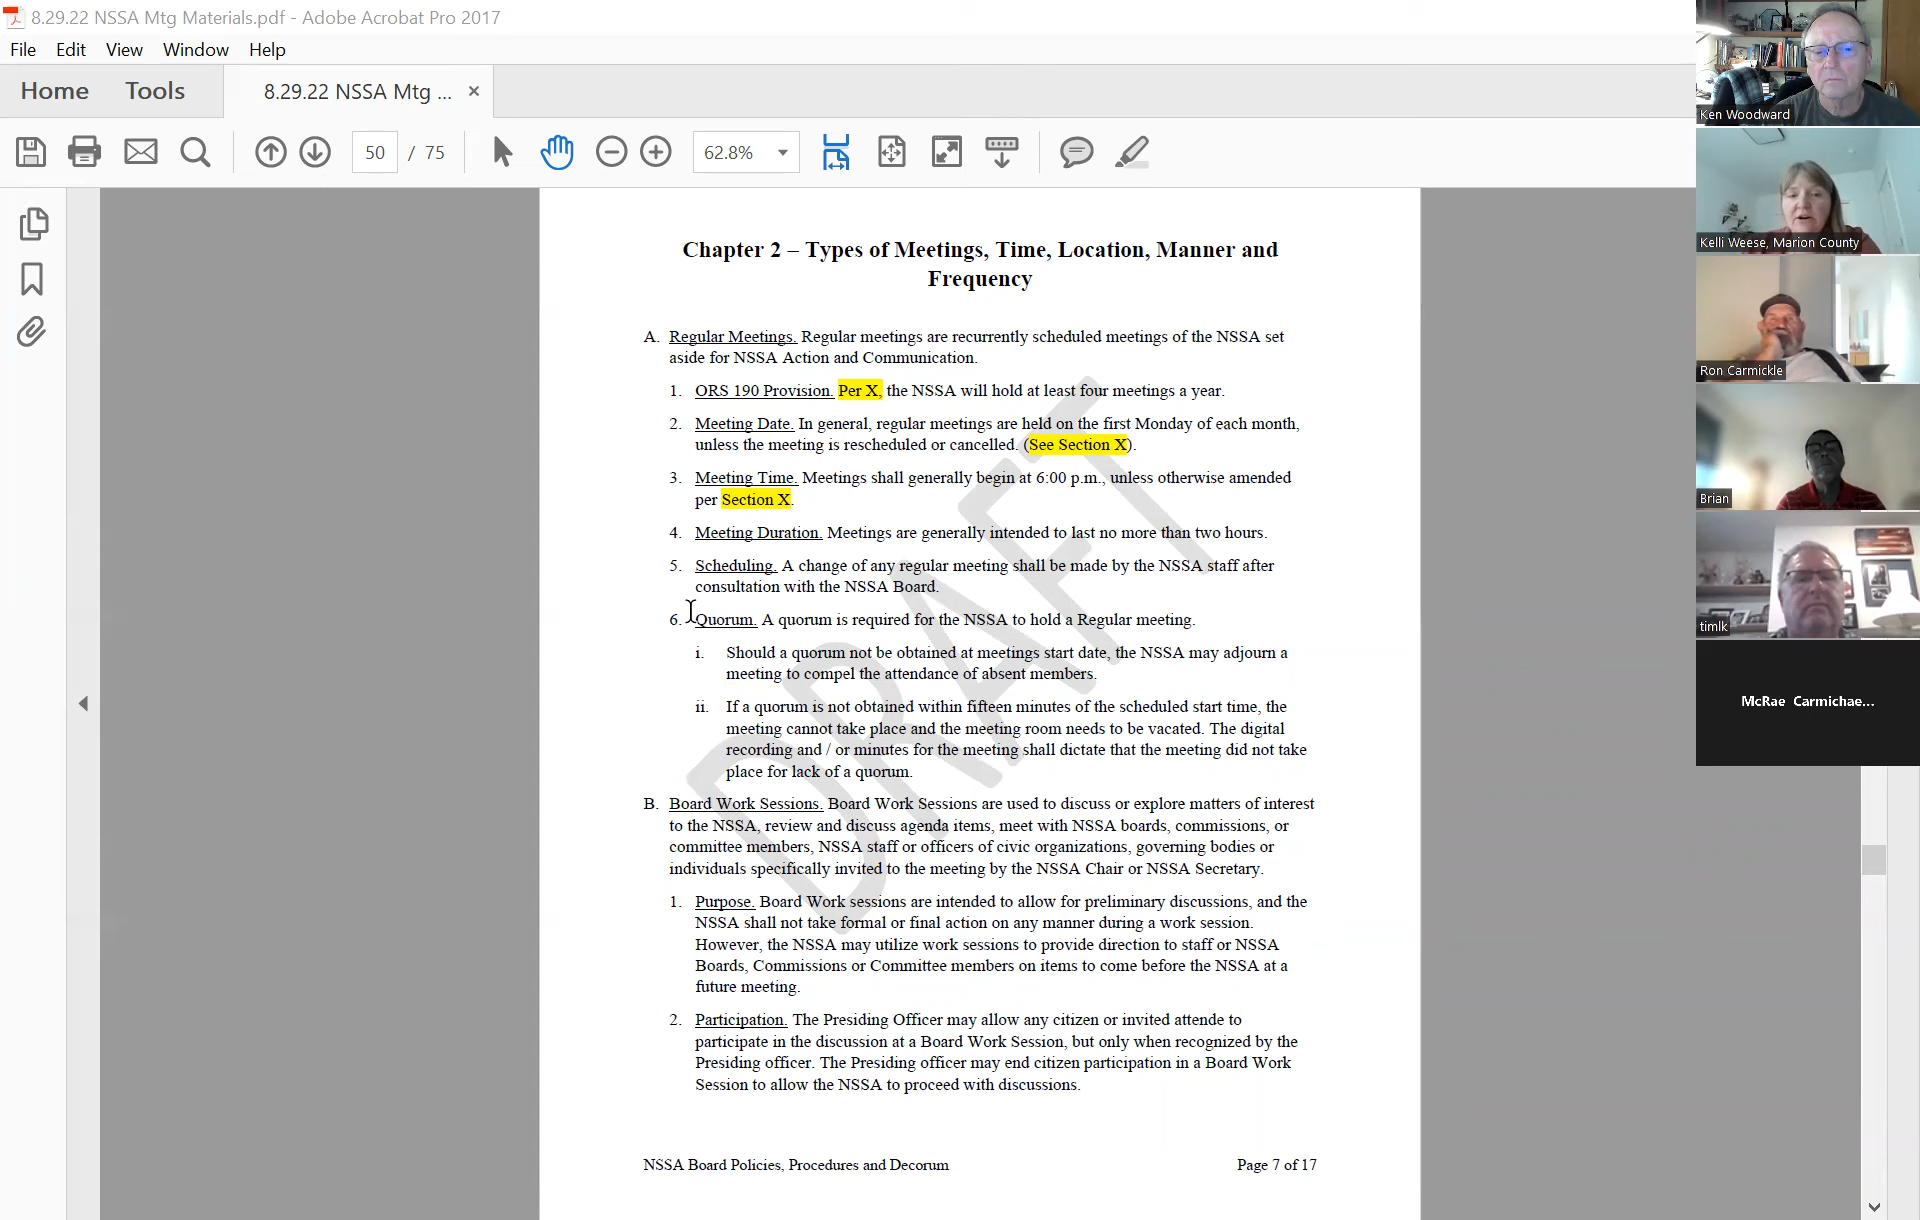 8.29.22 NSSA Mtg Materials.pdf - Adobe Acrobat Pro 2017
File Edit View Window Help
Home Tools 8.29.22 NSSA Mtg ... ×
50 / 75 62.8%
Chapter 2 – Types of Meetings, Time, Location, Manner and
Frequency
A. Regular Meetings. Regular meetings are recurrently scheduled meetings of the NSSA set
aside for NSSA Action and Communication.
1. ORS 190 Provision. Per X, the NSSA will hold at least four meetings a year.
2. Meeting Date. In general, regular meetings are held on the first Monday of each month,
unless the meeting is rescheduled or cancelled. (See Section X).
3. Meeting Time. Meetings shall generally begin at 6:00 p.m., unless otherwise amended
per Section X.
4. Meeting Duration. Meetings are generally intended to last no more than two hours.
5. Scheduling. A change of any regular meeting shall be made by the NSSA staff after
consultation with the NSSA Board.
6. Quorum. A quorum is required for the NSSA to hold a Regular meeting.
i. Should a quorum not be obtained at meetings start date, the NSSA may adjourn a
meeting to compel the attendance of absent members.
ii. If a quorum is not obtained within fifteen minutes of the scheduled start time, the
meeting cannot take place and the meeting room needs to be vacated. The digital
recording and / or minutes for the meeting shall dictate that the meeting did not take
place for lack of a quorum.
B. Board Work Sessions. Board Work Sessions are used to discuss or explore matters of interest
to the NSSA, review and discuss agenda items, meet with NSSA boards, commissions, or
committee members, NSSA staff or officers of civic organizations, governing bodies or
individuals specifically invited to the meeting by the NSSA Chair or NSSA Secretary.
1. Purpose. Board Work sessions are intended to allow for preliminary discussions, and the
NSSA shall not take formal or final action on any manner during a work session.
However, the NSSA may utilize work sessions to provide direction to staff or NSSA
Boards, Commissions or Committee members on items to come before the NSSA at a
future meeting.
2. Participation. The Presiding Officer may allow any citizen or invited attende to
participate in the discussion at a Board Work Session, but only when recognized by the
Presiding officer. The Presiding officer may end citizen participation in a Board Work
Session to allow the NSSA to proceed with discussions.
NSSA Board Policies, Procedures and Decorum Page 7 of 17
DRAFT
Ken Woodward
Kelli Weese, Marion County
Ron Carmickle
Brian
timlk
McRae Carmichae...